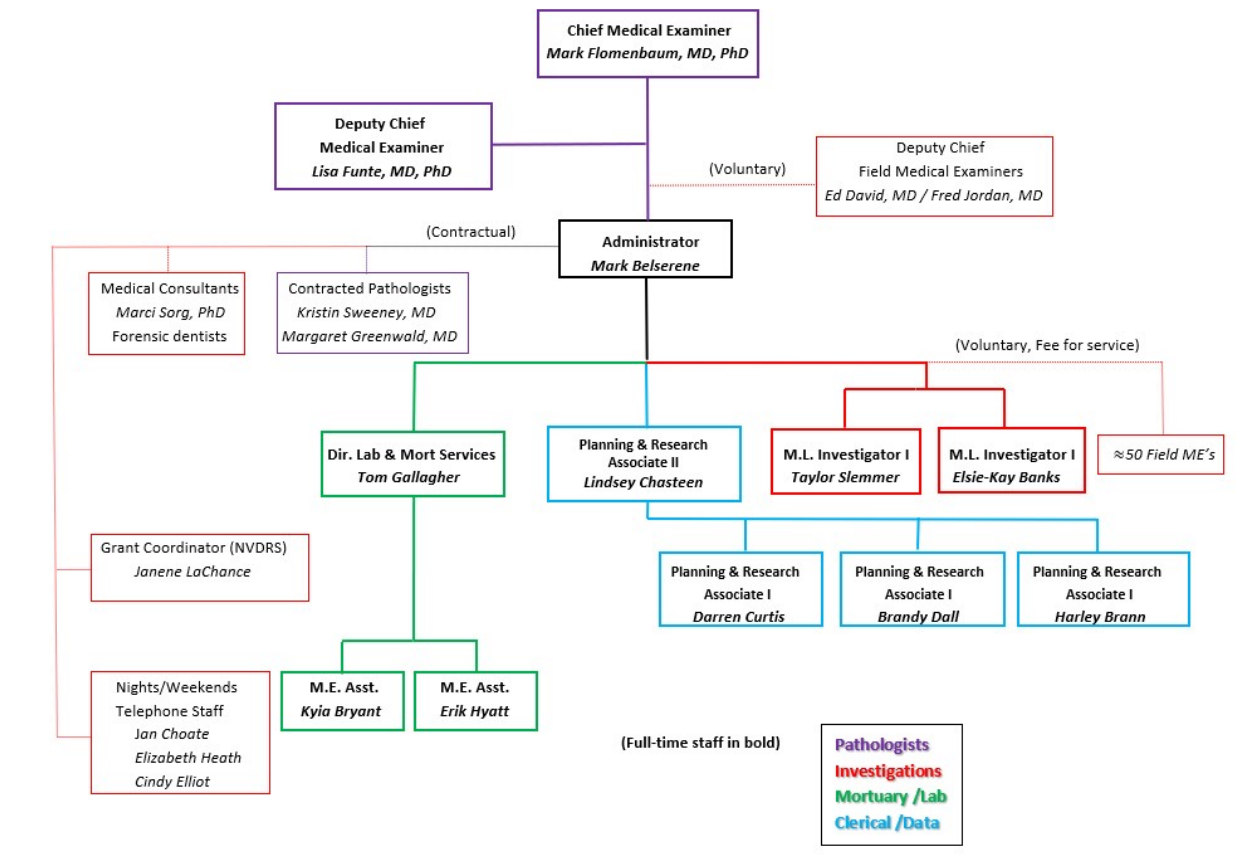 Chief Medical Examiner
Mark Flomenbaum, MD, PhD
Deputy Chief
Medical Examiner
Lisa Funte, MD, PhD
(Voluntary)
Deputy Chief
Field Medical Examiners
Ed David, MD / Fred Jordan, MD
(Contractual)
Administrator
Mark Belserene
Medical Consultants
Marci Sorg, PhD
Forensic dentists
Contracted Pathologists
Kristin Sweeney, MD
Margaret Greenwald, MD
(Voluntary, Fee for service)
Dir. Lab & Mort Services
Tom Gallagher
Planning & Research
Associate II
Lindsey Chasteen
M.L. Investigator I
Taylor Slemmer
M.L. Investigator I
Elsie-Kay Banks
≈50 Field ME's
Grant Coordinator (NVDRS)
Janene LaChance
Planning & Research
Associate I
Darren Curtis
Planning & Research
Associate I
Brandy Dall
Planning & Research
Associate I
Harley Brann
Nights/Weekends
Telephone Staff
Jan Choate
Elizabeth Heath
Cindy Elliot
M.E. Asst.
Kyia Bryant
M.E. Asst.
Erik Hyatt
(Full-time staff in bold)
Pathologists
Investigations
Mortuary /Lab
Clerical /Data